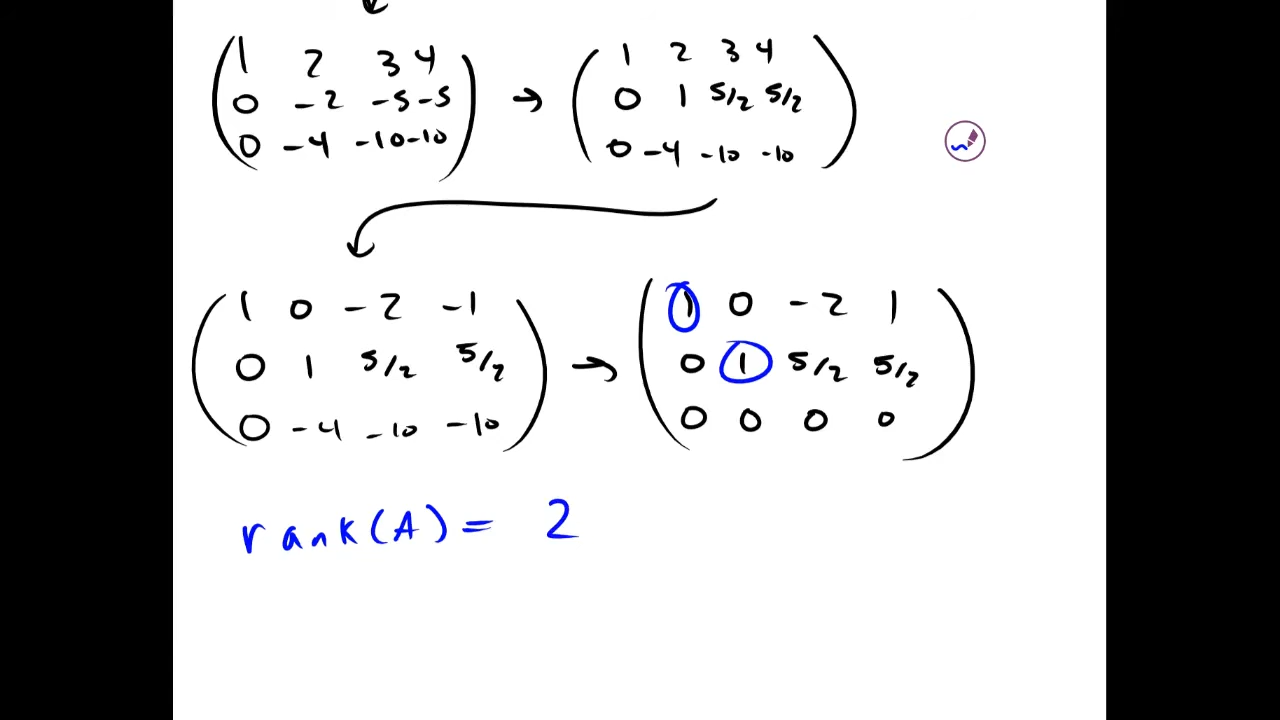 1 2 3 4 → 1 2 3 4
0 -2 -5 -5 0 1 5/2 5/2
0 -4 -10 -10 0 -4 -10 -10
1 0 -2 -1 → 1 0 -2 1
0 1 5/2 5/2 0 1 5/2 5/2
0 -4 -10 -10 0 0 0 0
rank(A) = 2